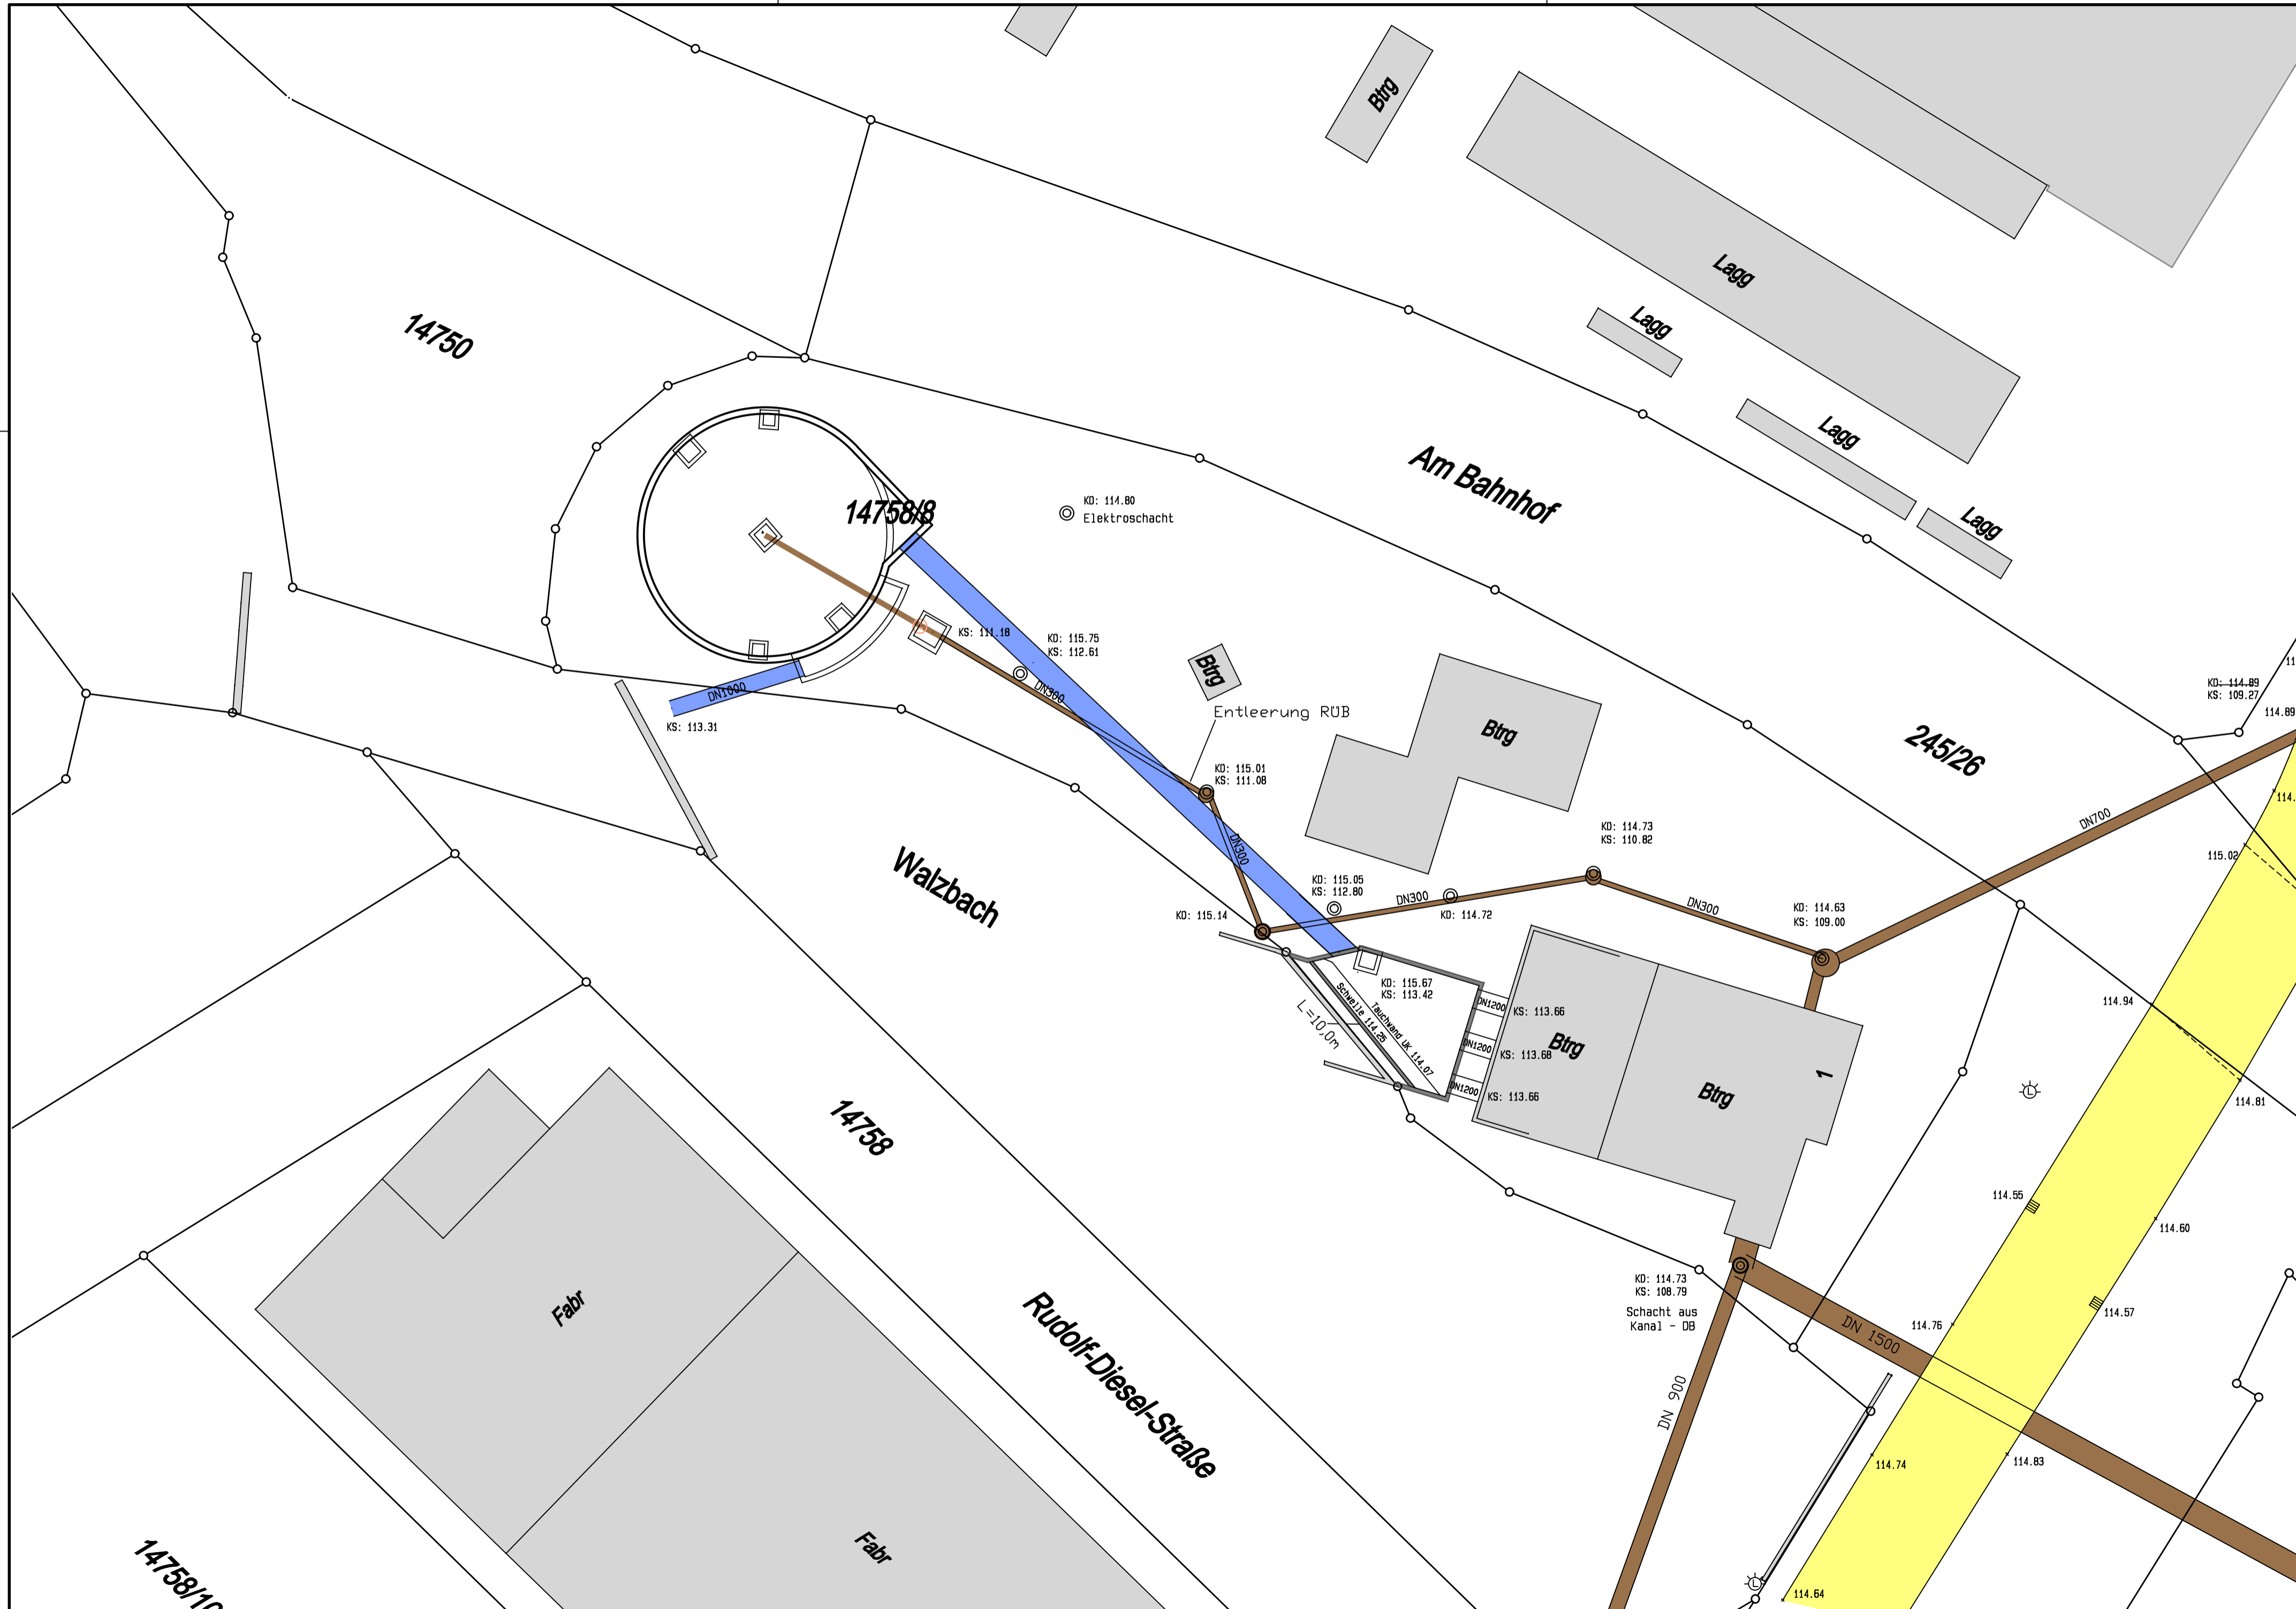 Btrg
Lagg
14750
Lagg
Lagg
Am Bahnhof
14758/8
KD: 114.80
Elektroschacht
Lagg
KS: 111.18
KD: 115.75
KS: 112.61
Btrg
KD: 114.89
KS: 109.27
114.89
DN1000
DN300
KS: 113.31
Entleerung RÜB
Btrg
245/26
KD: 115.01
KS: 111.08
DN700
KD: 114.73
KS: 110.82
DN300
115.02
Walzbach
KD: 115.05
KS: 112.80
DN300
KD: 115.14
KD: 114.72
DN300
KD: 114.63
KS: 109.00
KD: 115.67
KS: 113.42
114.94
Schwelle 114.25
Tauchwand UK 114.07
L=10,0m
DN1200
KS: 113.66
DN1200
KS: 113.68
DN1200
KS: 113.66
Btrg
Btrg
1
L
114.81
14758
114.55
114.60
KD: 114.73
KS: 108.79
Schacht aus
Kanal - DB
Fabr
Rudolf-Diesel-Straße
114.76
DN 1500
114.57
DN 900
114.74
114.83
Fabr
L
114.64